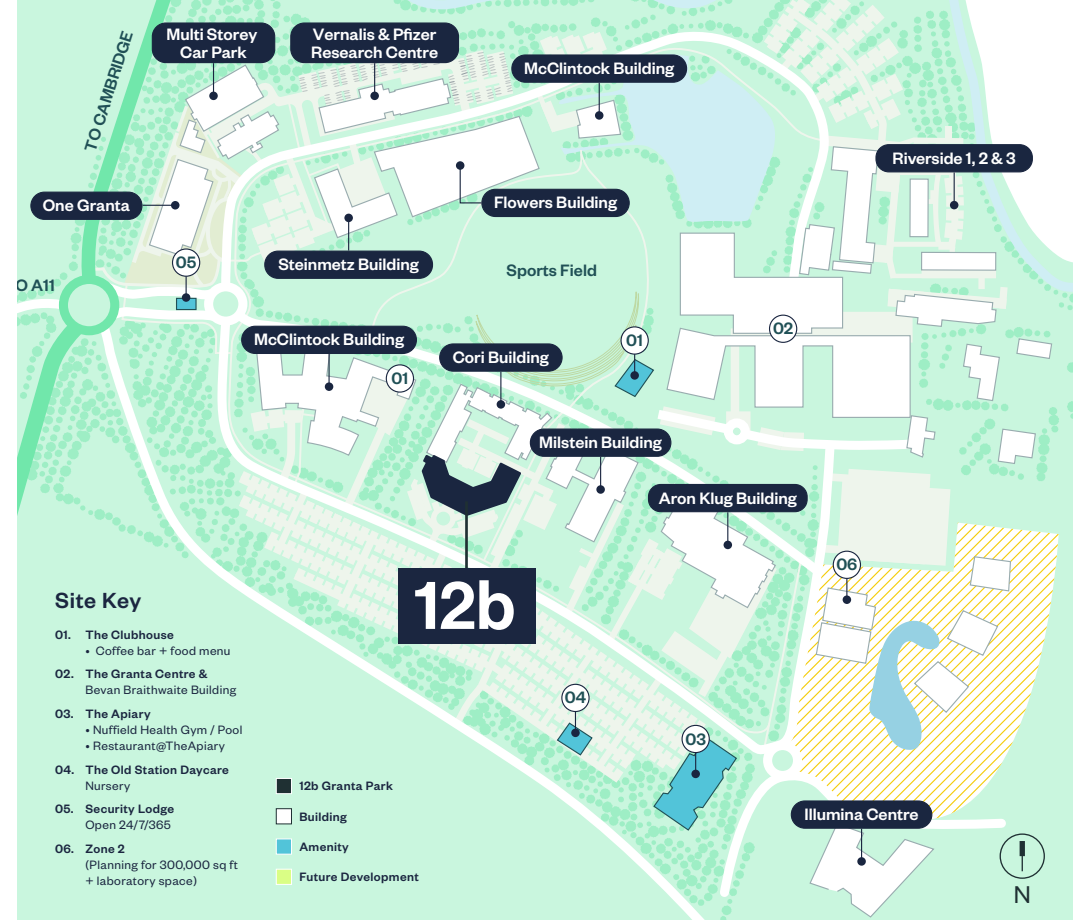 Multi Storey
Car Park
Vernalis & Pfizer
Research Centre
McClintock Building
TO CAMBRIDGE
Riverside 1, 2 & 3
One Granta
Flowers Building
05
Steinmetz Building
Sports Field
O A11
02
McClintock Building
01
Cori Building
01
Milstein Building
Aron Klug Building
06
12b
Site Key
01. The Clubhouse
• Coffee bar + food menu
02. The Granta Centre &
Bevan Braithwaite Building
03. The Apiary
• Nuffield Health Gym / Pool
• Restaurant@TheApiary
04. The Old Station Daycare
Nursery
05. Security Lodge
Open 24/7/365
06. Zone 2
(Planning for 300,000 sq ft
+ laboratory space)
12b Granta Park
Building
Amenity
Future Development
04
03
Illumina Centre
N